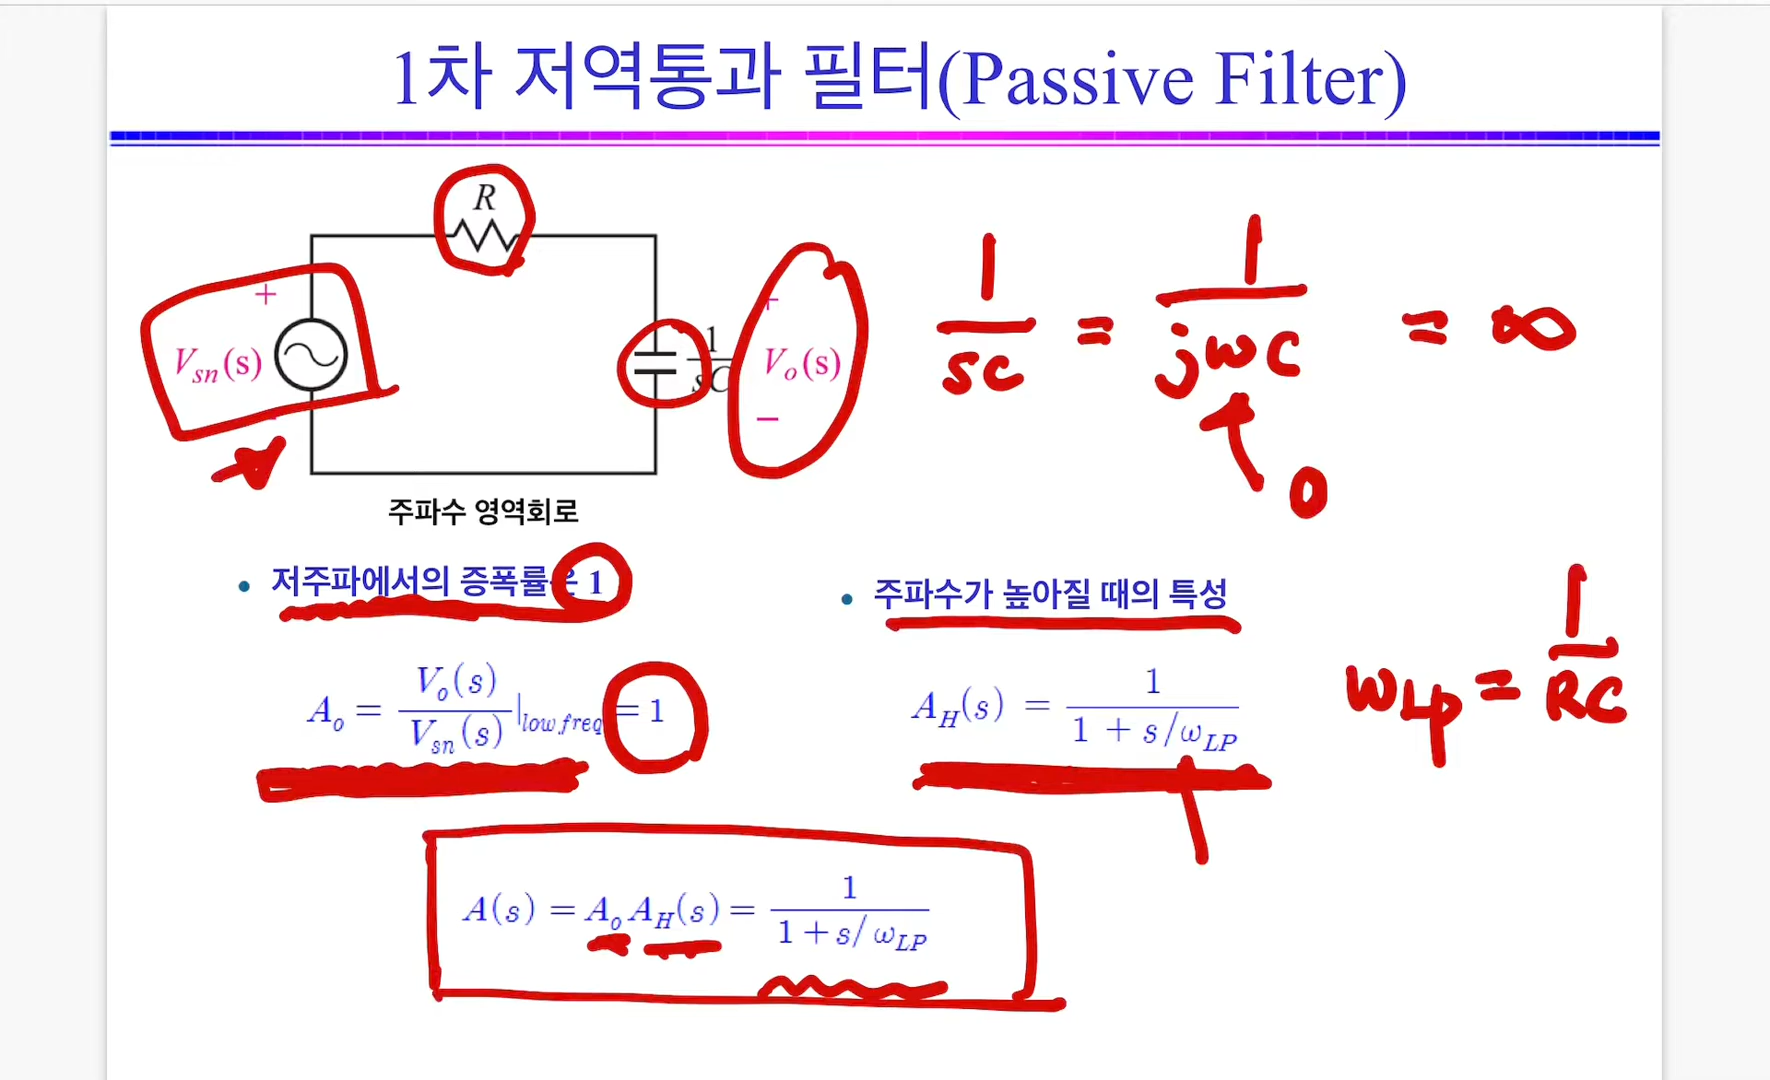 1차 저역통과 필터(Passive Filter)
R
+
V_sn(s)
1/sC
+
V_o(s)
−
1/sC = 1/jωC = ∞
0
주파수 영역회로
• 저주파에서의 증폭률은 1
A_o = V_o(s)/V_sn(s) |_low freq = 1
• 주파수가 높아질 때의 특성
A_H(s) = 1/(1 + s/ω_LP)
ω_Lp = 1/RC
A(s) = A_o A_H(s) = 1/(1 + s/ω_LP)